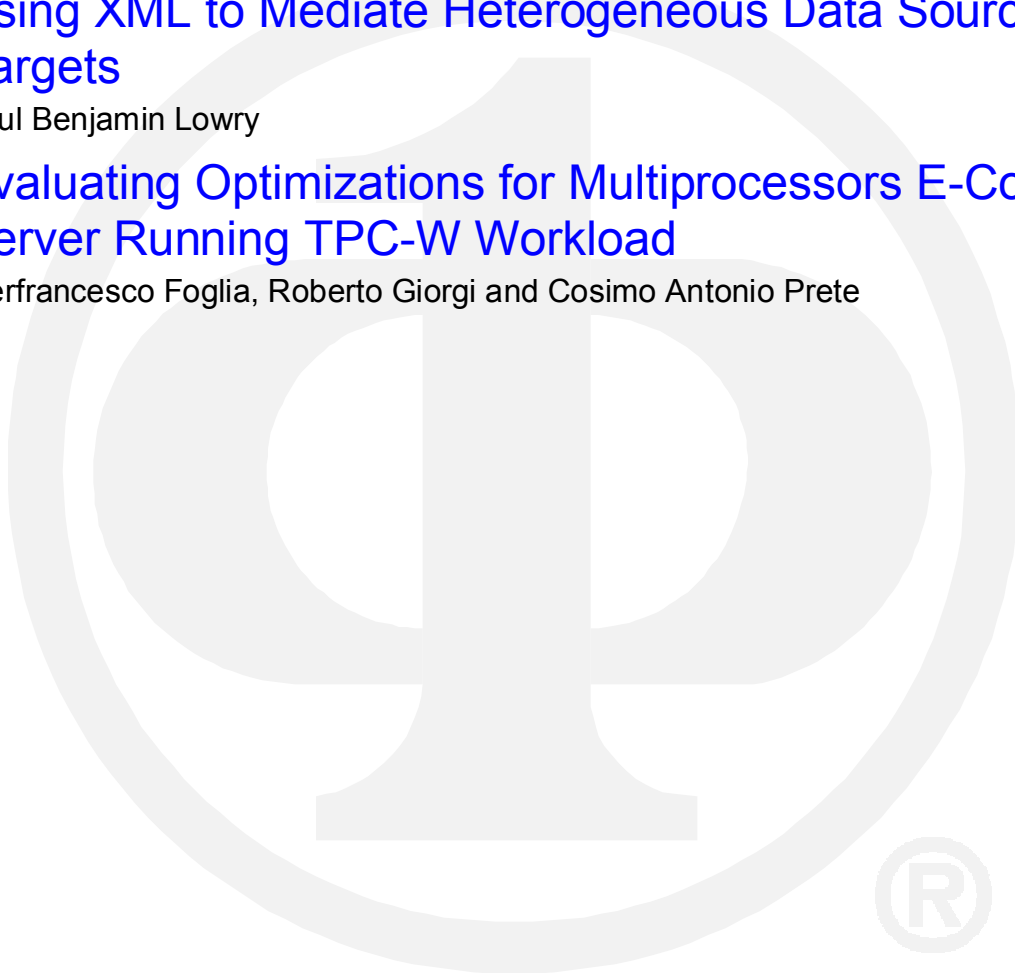 sing XML to Mediate Heterogeneous Data Sourc
argets
ul Benjamin Lowry
valuating Optimizations for Multiprocessors E-Co
erver Running TPC-W Workload
erfrancesco Foglia, Roberto Giorgi and Cosimo Antonio Prete
®